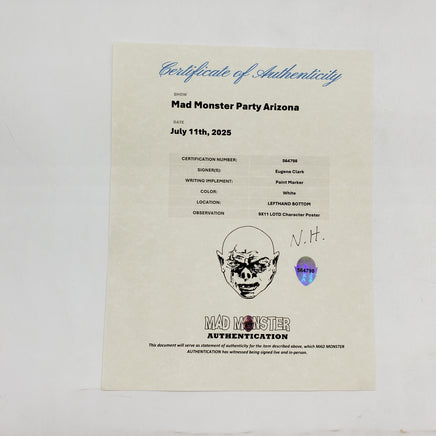 Certificate of Authenticity
SHOW
Mad Monster Party Arizona
DATE
July 11th, 2025
CERTIFICATION NUMBER: 564798
SIGNER(S) Eugene Clark
WRITING IMPLEMENT: Paint Marker
COLOR: White
LOCATION: LEFTHAND BOTTOM
OBSERVATION 9X11 LOTD Character Poster
N.H.
564798
MAD MONSTER
AUTHENTICATION
This document will serve as statement of authenticity for the item described above, which MAD MONSTER
AUTHENTICATION has witnessed being signed live and in-person.